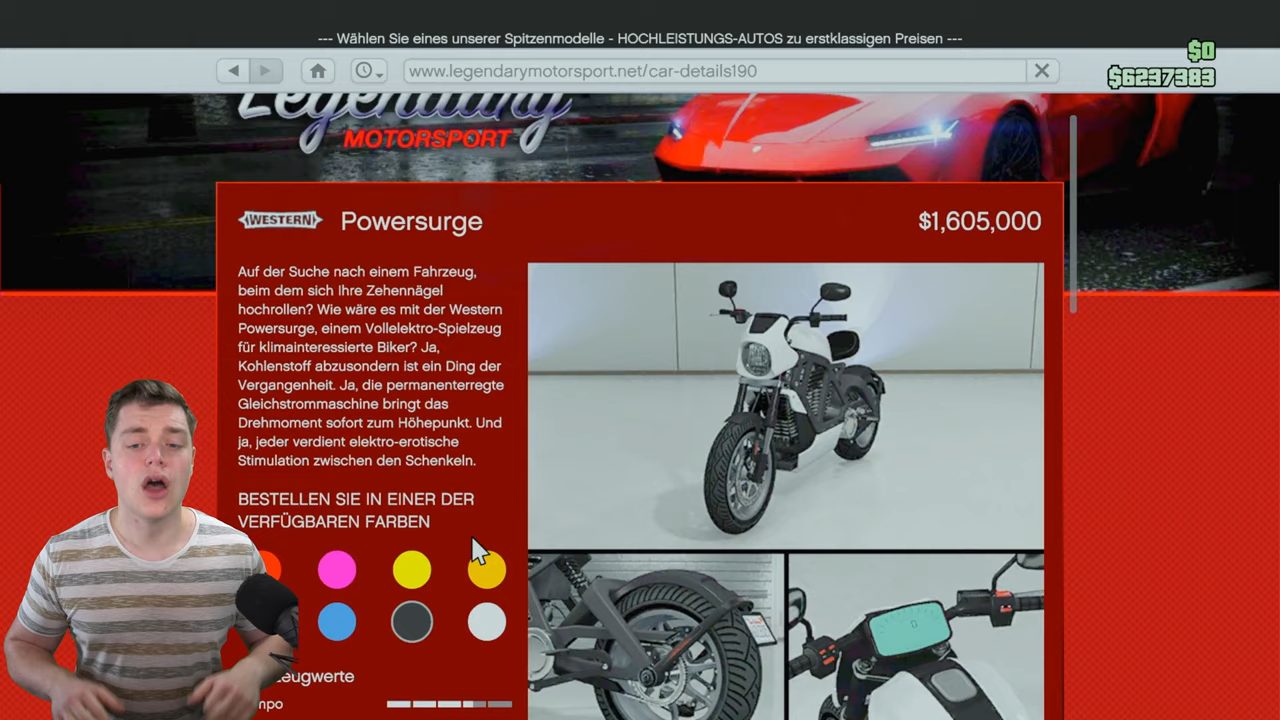 --- Wählen Sie eines unserer Spitzenmodelle - HOCHLEISTUNGS-AUTOS zu erstklassigen Preisen ---
$0
www.legendarymotorsport.net/car-details190
$6237383
Legendary
MOTORSPORT
WESTERN
Powersurge
$1,605,000
Auf der Suche nach einem Fahrzeug,
beim dem sich Ihre Zehennägel
hochrollen? Wie wäre es mit der Western
Powersurge, einem Vollelektro-Spielzeug
für klimainteressierte Biker? Ja,
Kohlenstoff abzusondern ist ein Ding der
Vergangenheit. Ja, die permanenterregte
Gleichstrommaschine bringt das
Drehmoment sofort zum Höhepunkt. Und
ja, jeder verdient elektro-erotische
Stimulation zwischen den Schenkeln.
BESTELLEN SIE IN EINER DER
VERFÜGBAREN FARBEN
zeugwerte
mpo